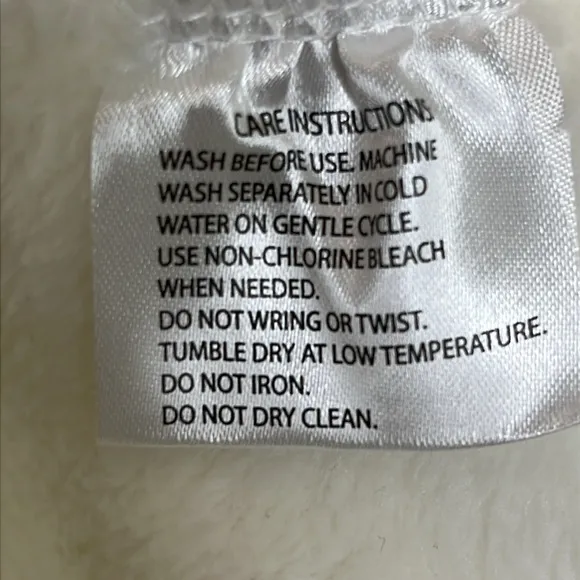 CARE INSTRUCTIONS
WASH BEFORE USE. MACHINE
WASH SEPARATELY IN COLD
WATER ON GENTLE CYCLE.
USE NON-CHLORINE BLEACH
WHEN NEEDED.
DO NOT WRING OR TWIST.
TUMBLE DRY AT LOW TEMPERATURE.
DO NOT IRON.
DO NOT DRY CLEAN.